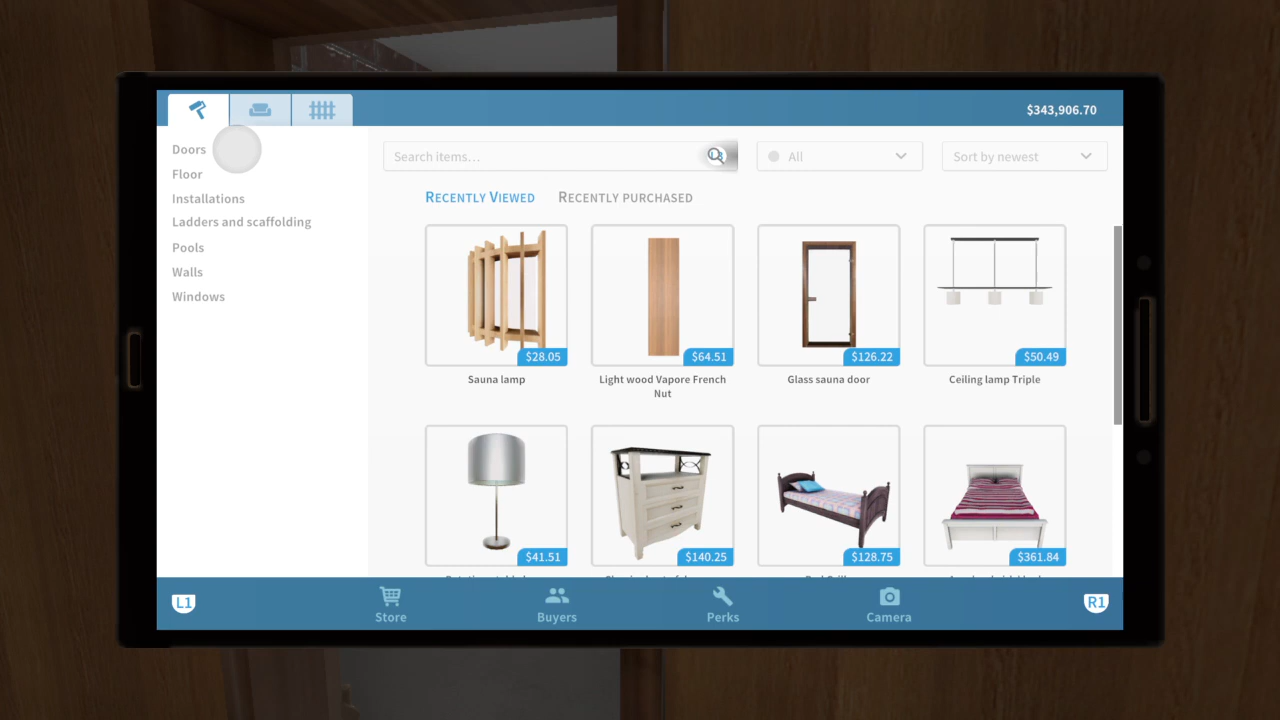 $343,906.70
Doors
Floor
Installations
Ladders and scaffolding
Pools
Walls
Windows
Search items...
All
Sort by newest
Recently Viewed
Recently purchased
$28.05
$64.51
$126.22
$50.49
Sauna lamp
Light wood Vapore French
Nut
Glass sauna door
Ceiling lamp Triple
$41.51
$140.25
$128.75
$361.84
L1
Store
Buyers
Perks
Camera
R1